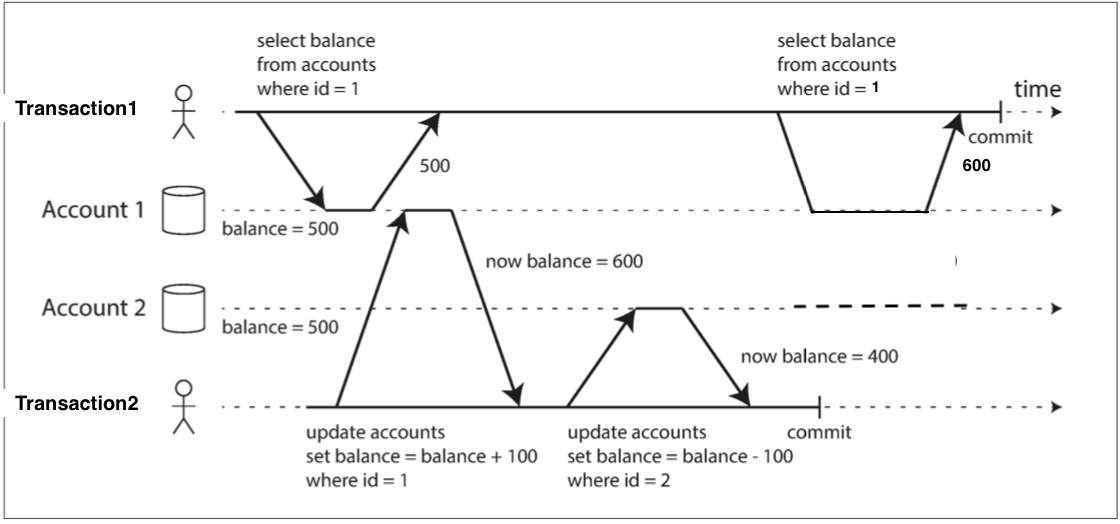 select balance
from accounts
where id = 1
select balance
from accounts
where id = 1
time
Transaction1
commit
500
600
Account 1
balance = 500
now balance = 600
Account 2
balance = 500
now balance = 400
Transaction2
update accounts
set balance = balance + 100
where id = 1
update accounts
set balance = balance - 100
where id = 2
commit